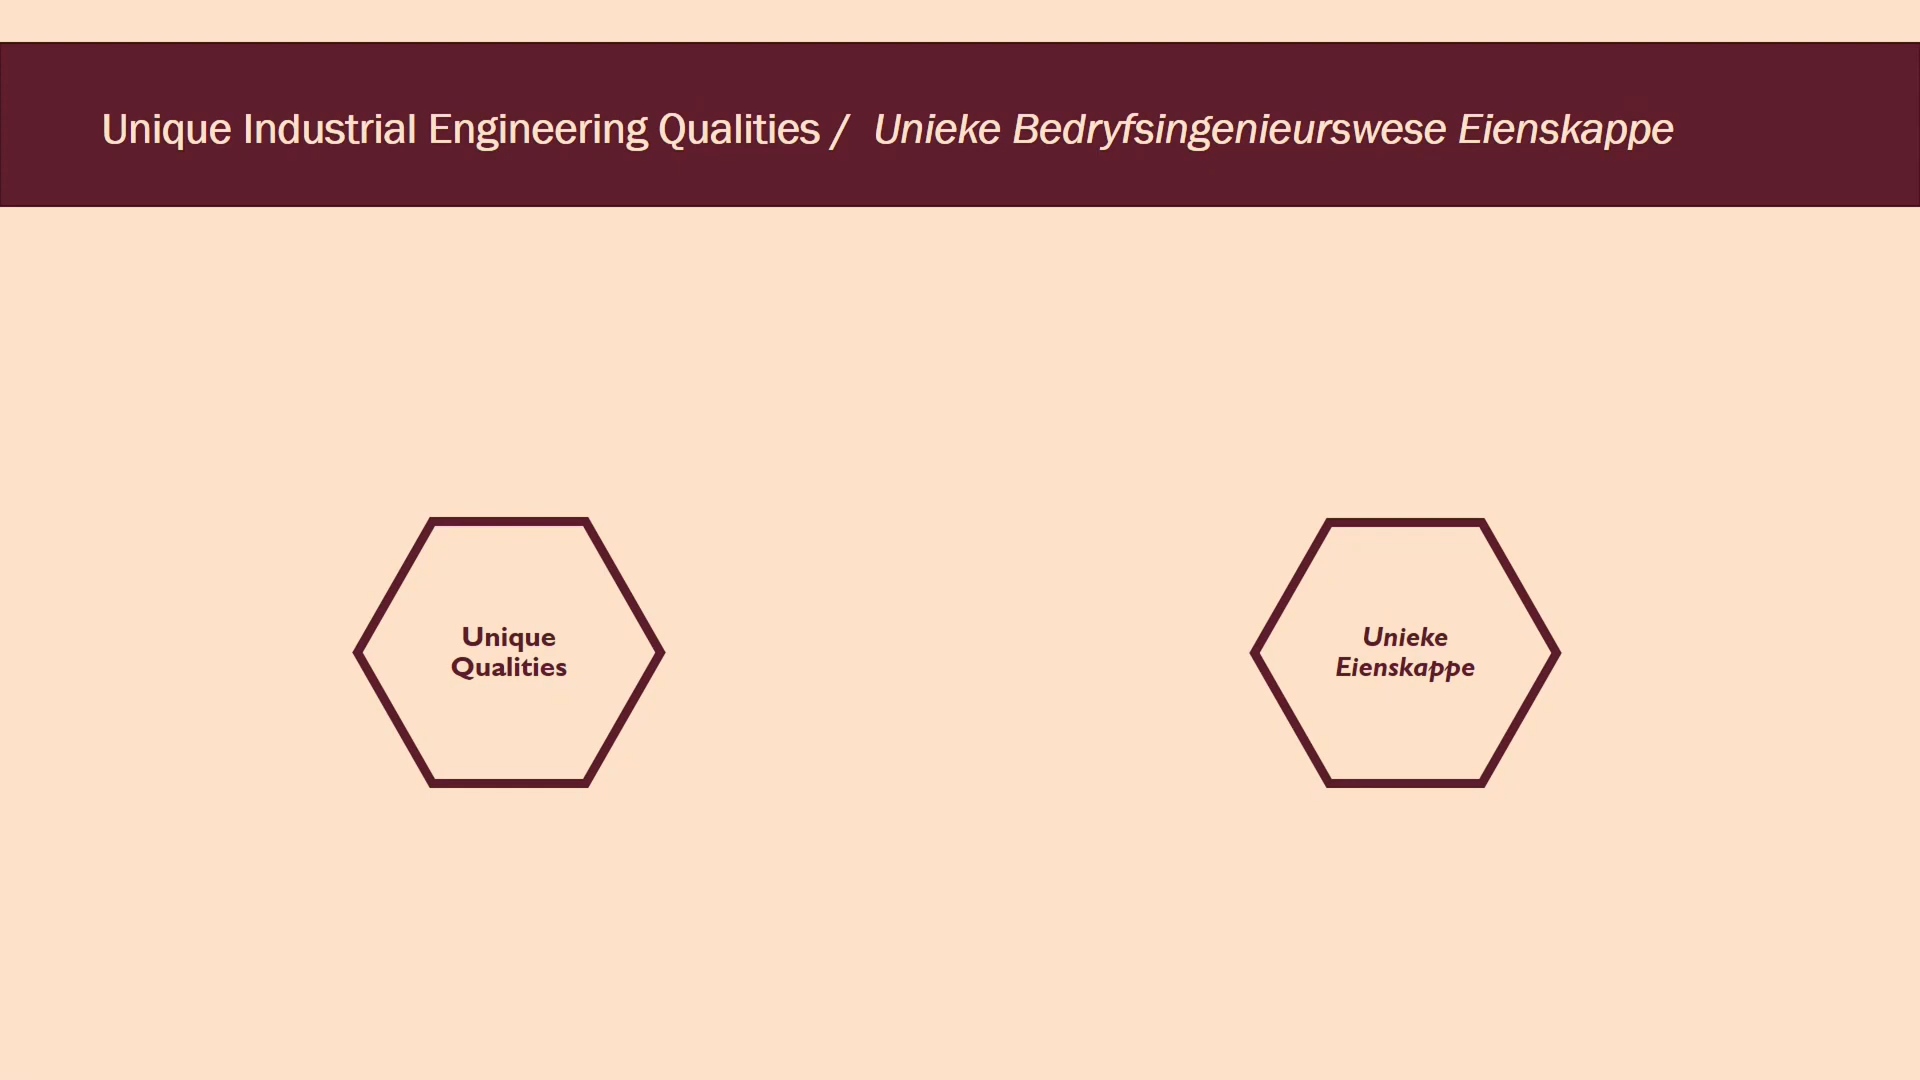 Unique Industrial Engineering Qualities / Unieke Bedryfsingenieurswese Eienskappe
Unique
Qualities
Unieke
Eienskappe